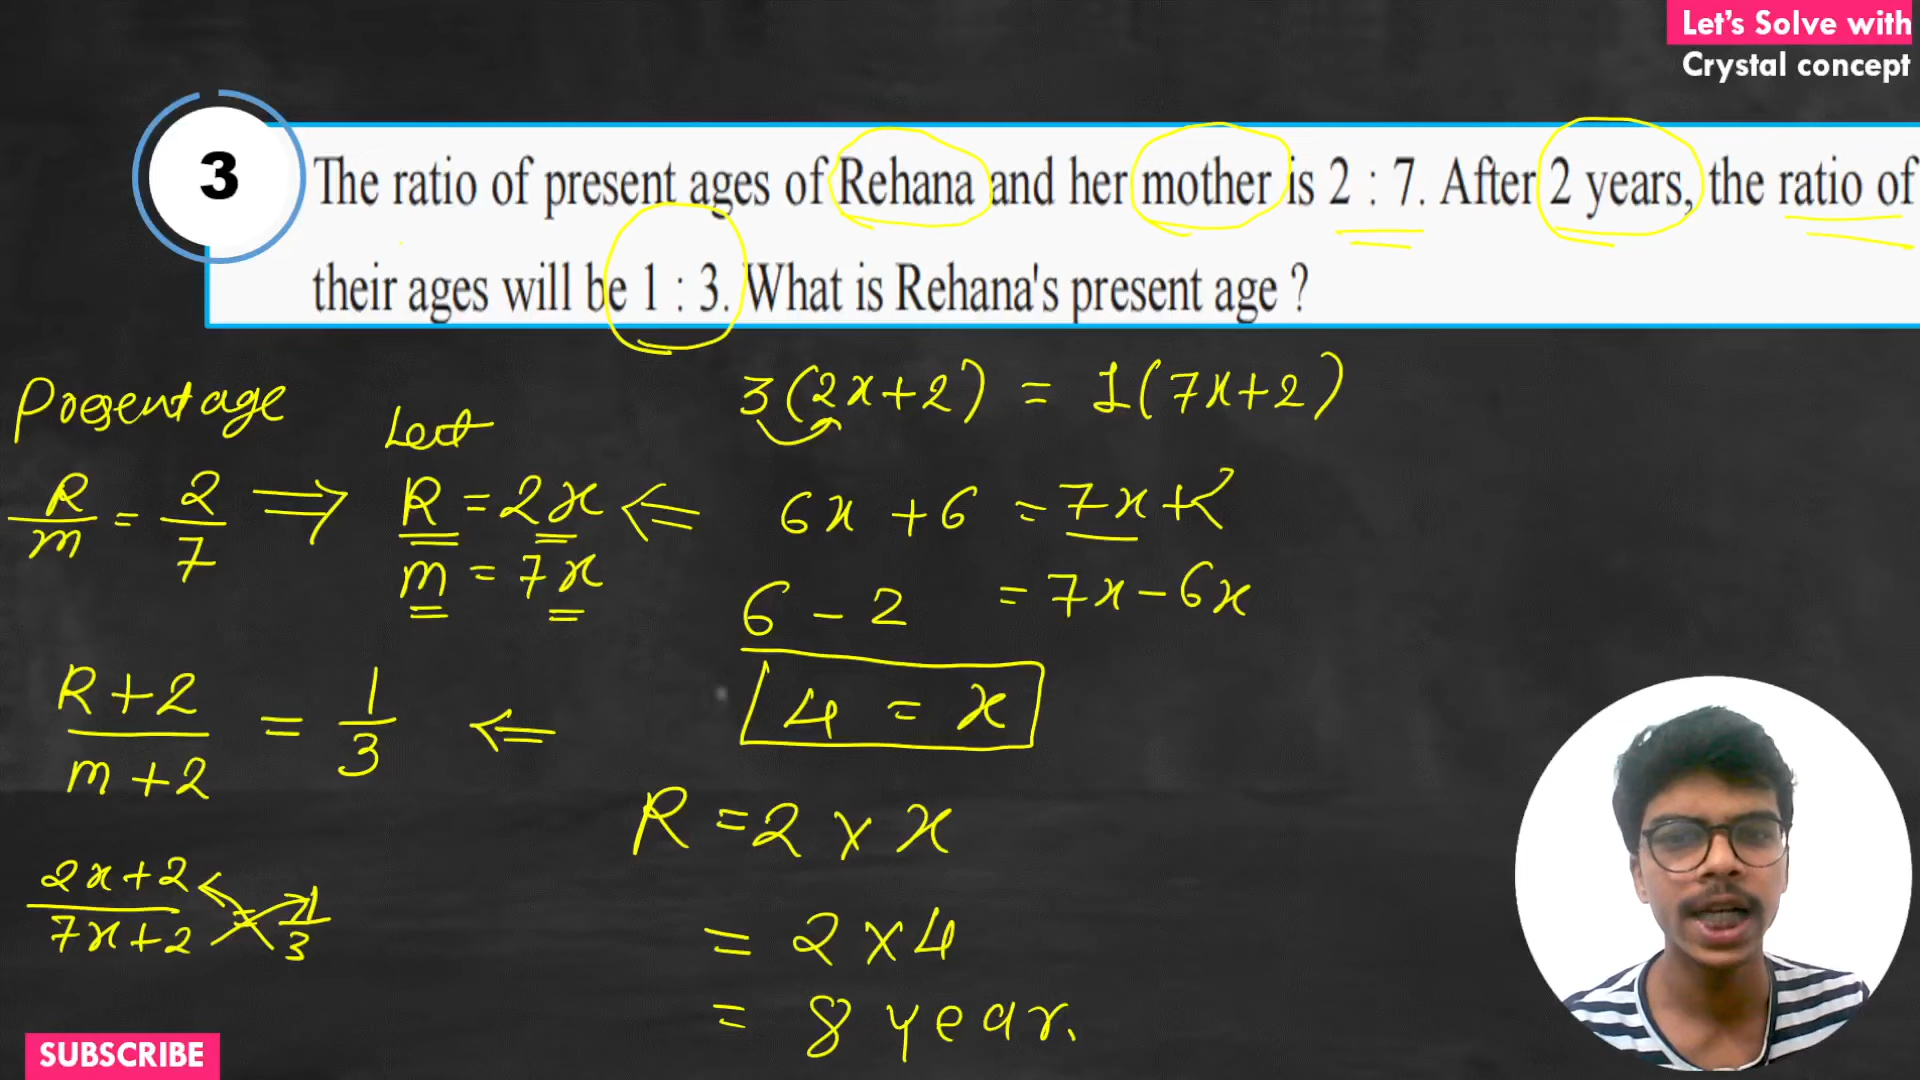 Let's Solve with
Crystal concept
3
The ratio of present ages of Rehana and her mother is 2 : 7. After 2 years, the ratio of
their ages will be 1 : 3. What is Rehana's present age ?
Present age
R/m = 2/7 ⇒
Let
R = 2x ⇐
m = 7x
R+2/m+2 = 1/3 ⇐
2x+2/7x+2 = 1/3
3(2x+2) = 1(7x+2)
6x + 6 = 7x+2
6 - 2 = 7x-6x
4 = x
R = 2 × x
= 2 × 4
= 8 year.
SUBSCRIBE